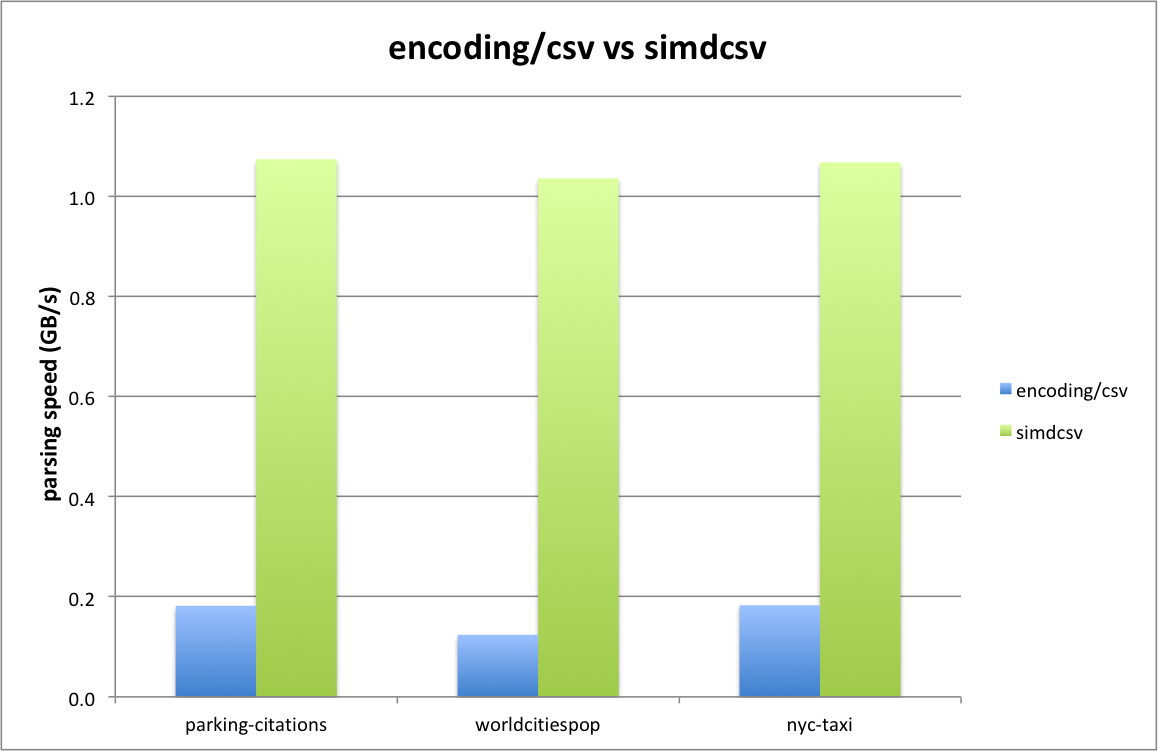 encoding/csv vs simdcsv
1.2
1.0
0.8
0.6
0.4
0.2
0.0
parsing speed (GB/s)
parking-citations
worldcitiespop
nyc-taxi
encoding/csv
simdcsv